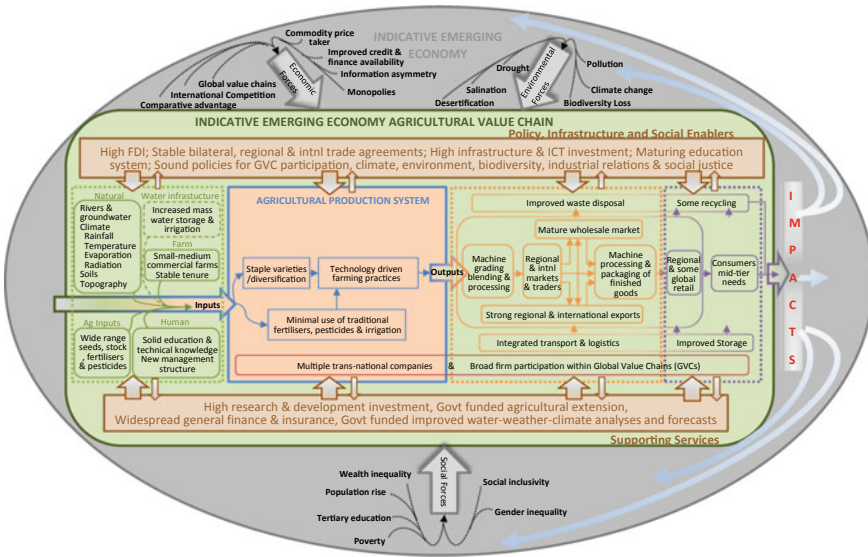 INDICATIVE EMERGING
ECONOMY
Commodity price
taker
Improved credit &
finance availability
Information asymmetry
Monopolies
Global value chains
International Competition
Comparative advantage
Economic
Forces
Drought
Salination
Desertification
Environmental
Forces
Pollution
Climate change
Biodiversity Loss
INDICATIVE EMERGING ECONOMY AGRICULTURAL VALUE CHAIN
Policy, Infrastructure and Social Enablers
High FDI; Stable bilateral, regional & intnl trade agreements; High infrastructure & ICT investment; Maturing education
system; Sound policies for GVC participation, climate, environment, biodiversity, industrial relations & social justice
Natural
Rivers &
groundwater
Climate
Rainfall
Temperature
Evaporation
Radiation
Soils
Topography
Water infrastucture
Increased mass
water storage &
irrigation
Farm
Small-medium
commercial farms
Stable tenure
Inputs
Ag Inputs
Wide range
seeds, stock
, fertilisers
& pesticides
Human
Solid education &
technical knowledge
New management
structure
AGRICULTURAL PRODUCTION SYSTEM
Staple varieties
/diversification
Technology driven
farming practices
Minimal use of traditional
fertilisers, pesticides & irrigation
Outputs
Improved waste disposal
Mature wholesale market
Machine
grading
blending &
processing
Regional
& intnl
markets
& traders
Machine
processing &
packaging of
finished
goods
Strong regional & international exports
Integrated transport & logistics
Some recycling
Regional
& some
global
retail
Consumers
mid-tier
needs
Improved Storage
Multiple trans-national companies & Broad firm participation within Global Value Chains (GVCs)
High research & development investment, Govt funded agricultural extension,
Widespread general finance & insurance, Govt funded improved water-weather-climate analyses and forecasts
Supporting Services
IMPACTS
Social Forces
Wealth inequality
Population rise
Tertiary education
Poverty
Social inclusivity
Gender inequality